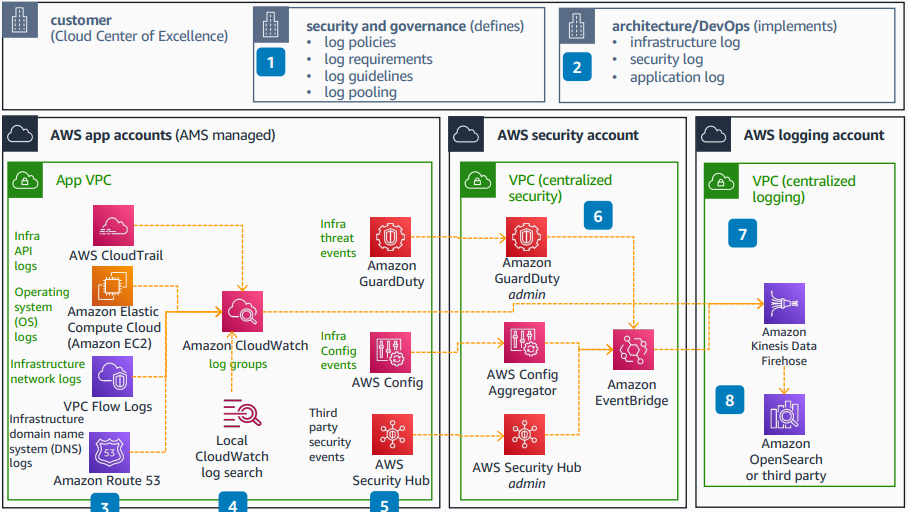 customer
(Cloud Center of Excellence)
security and governance (defines)
• log policies
• log requirements
• log guidelines
• log pooling
1
architecture/DevOps (implements)
• infrastructure log
• security log
• application log
2
AWS app accounts (AMS managed)
App VPC
Infra
API
logs
AWS CloudTrail
Operating
system
(OS)
logs
Amazon Elastic
Compute Cloud
(Amazon EC2)
Infrastructure
network logs
VPC Flow Logs
Infrastructure
domain name
system (DNS)
logs
53
Amazon Route 53
3
Amazon CloudWatch
log groups
Local
CloudWatch
log search
4
Infra
threat
events
Amazon
GuardDuty
Infra
Config
events
AWS Config
Third
party
security
events
AWS
Security Hub
5
AWS security account
VPC (centralized
security)
6
Amazon
GuardDuty
admin
AWS Config
Aggregator
AWS Security Hub
admin
Amazon
EventBridge
AWS logging account
VPC (centralized
logging)
7
Amazon
Kinesis Data
Firehose
8
Amazon
OpenSearch
or third party